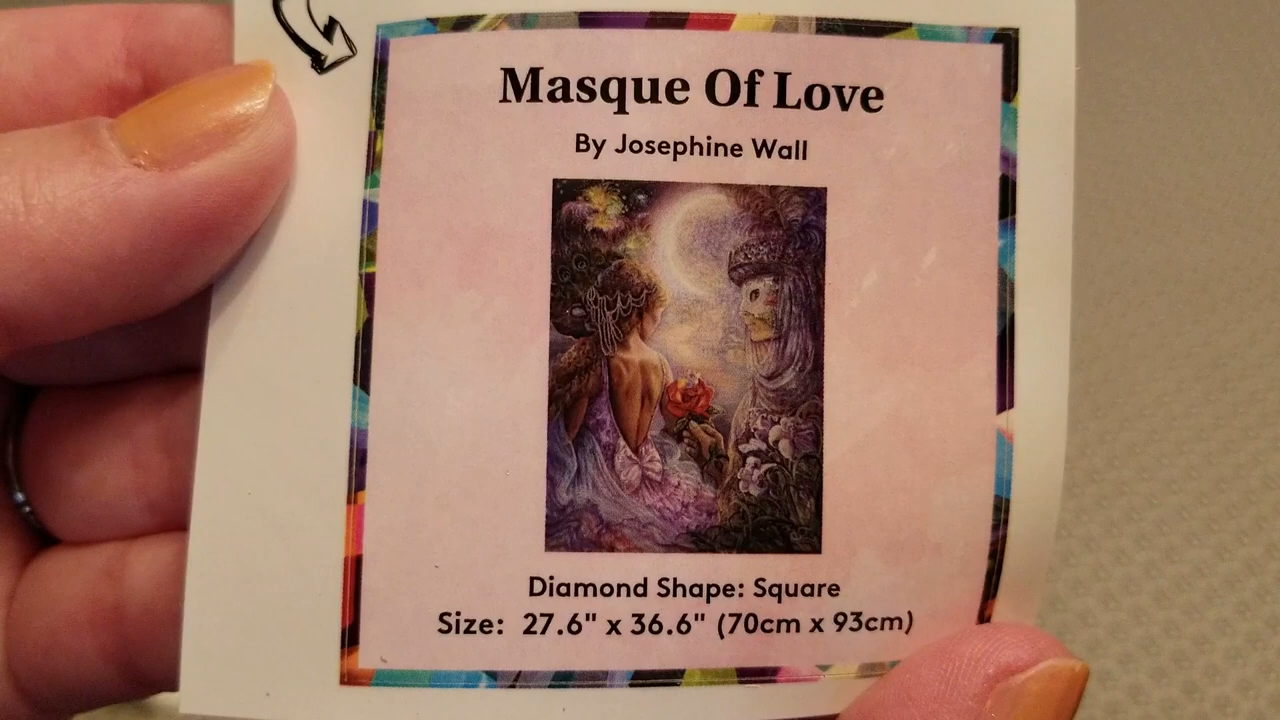 Masque Of Love
By Josephine Wall
Diamond Shape: Square
Size: 27.6" x 36.6" (70cm x 93cm)